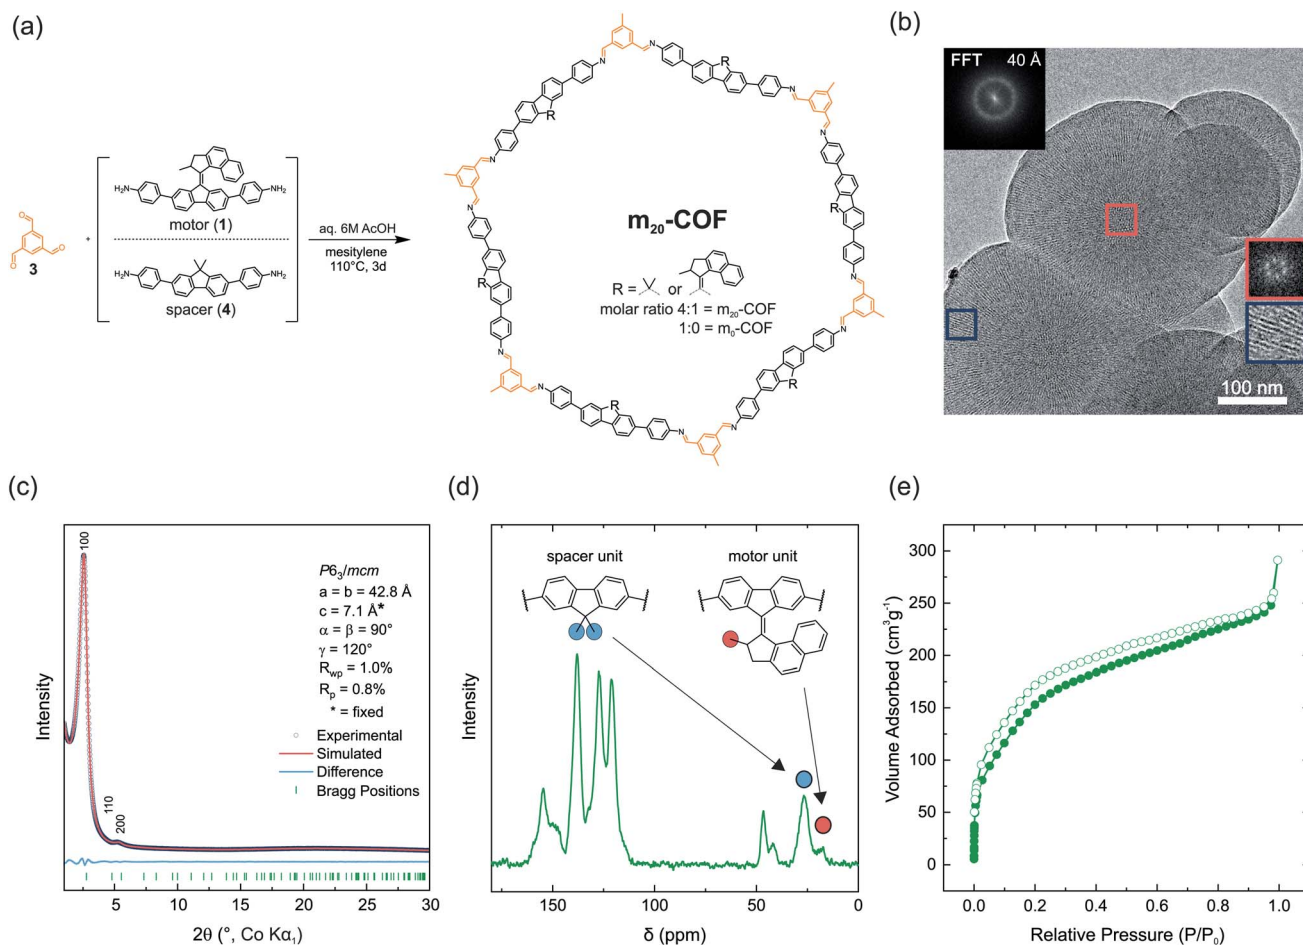 (a)
3
*
H₂N
NH₂
motor (1)
H₂N
NH₂
spacer (4)
aq. 6M AcOH
mesitylene
110°C, 3d
m₂₀-COF
R = or
molar ratio 4:1 = m₂₀-COF
1:0 = m₀-COF
(b)
FFT 40 Å
100 nm
(c)
100
110
200
P6₃/mcm
a = b = 42.8 Å
c = 7.1 Å*
α = β = 90°
γ = 120°
Rwp = 1.0%
Rp = 0.8%
* = fixed
Experimental
Simulated
Difference
Bragg Positions
Intensity
5 10 15 20 25 30
2θ (°, Co Kα₁)
(d)
spacer unit
motor unit
Intensity
150 100 50 0
δ (ppm)
(e)
Volume Adsorbed (cm³g⁻¹)
300
250
200
150
100
50
0
0.0 0.2 0.4 0.6 0.8 1.0
Relative Pressure (P/P₀)